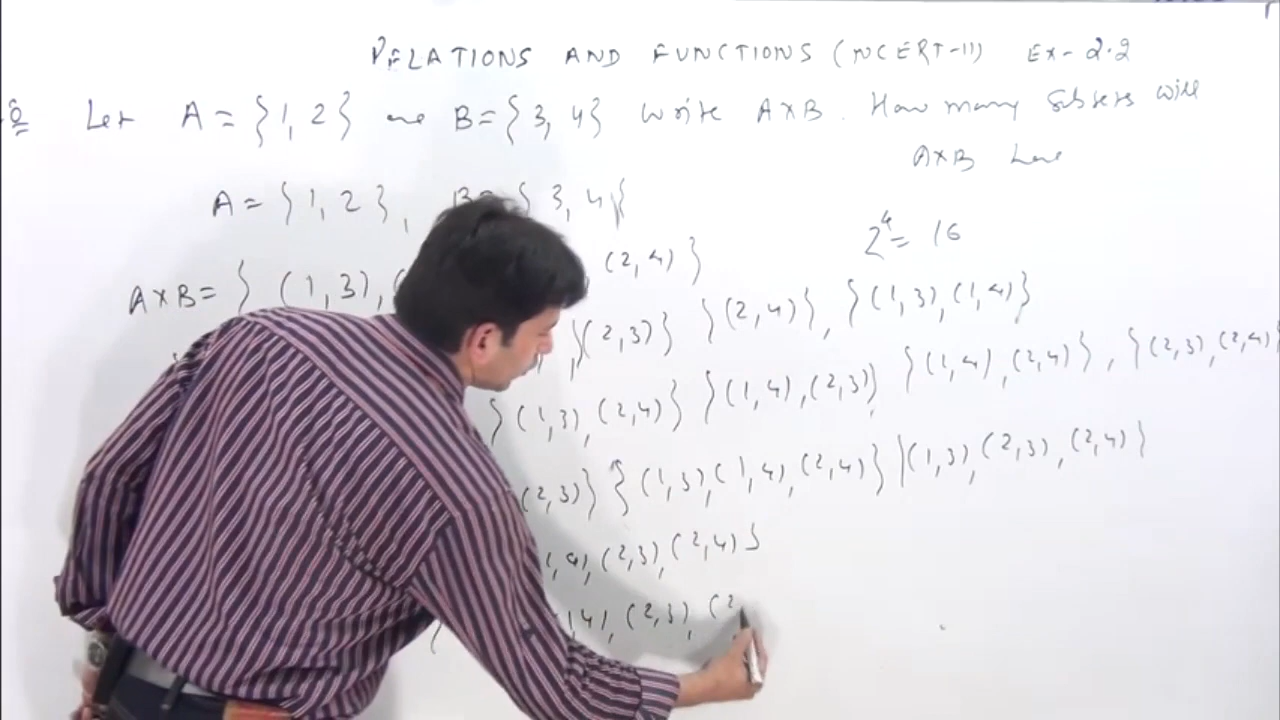 RELATIONS AND FUNCTIONS (NCERT-11) Ex-2.2
Q Let A = {1, 2} and B = {3, 4} write A×B. How many subsets will
A×B have
A = {1, 2}, B = {3, 4}
2^4 = 16
A×B = { (1,3), (2,4) }
,{(2,3)} {(2,4)}, {(1,3),(1,4)}
{(1,3),(2,4)} {(1,4),(2,3)}, {(1,4),(2,4)}, {(2,3),(2,4)
(2,3)} {(1,3),(1,4),(2,4)} {(1,3),(2,3),(2,4)}
4),(2,3),(2,4)}
4),(2,3),(2